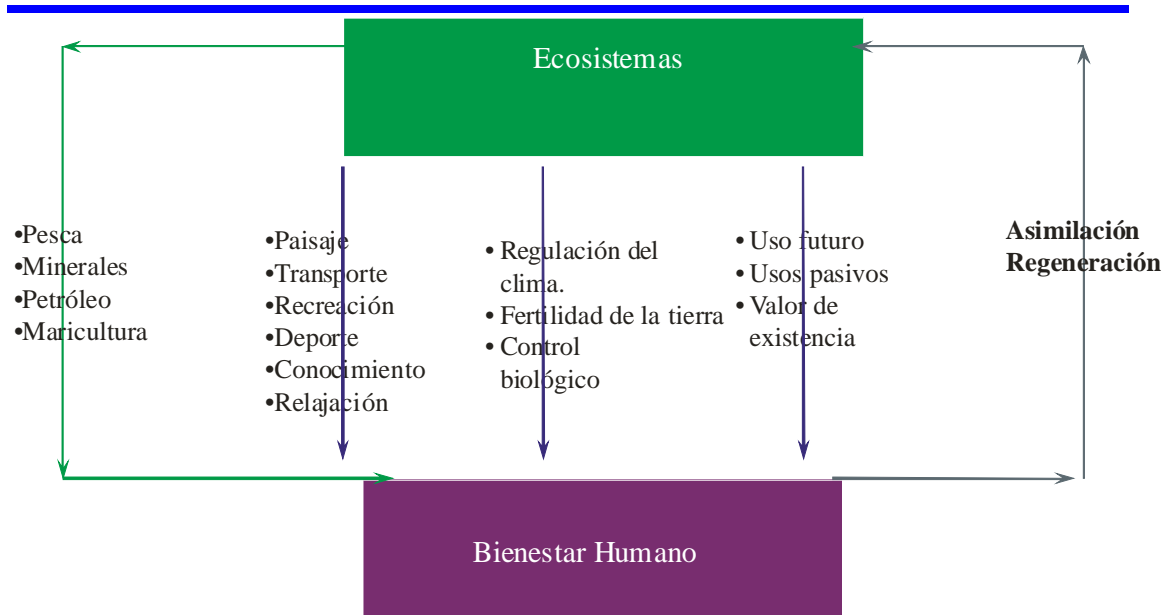 Ecosistemas
•Pesca
•Minerales
•Petróleo
•Maricultura
•Paisaje
•Transporte
•Recreación
•Deporte
•Conocimiento
•Relajación
• Regulación del
clima.
• Fertilidad de la tierra
• Control
biológico
• Uso futuro
• Usos pasivos
• Valor de
existencia
Asimilación
Regeneración
Bienestar Humano